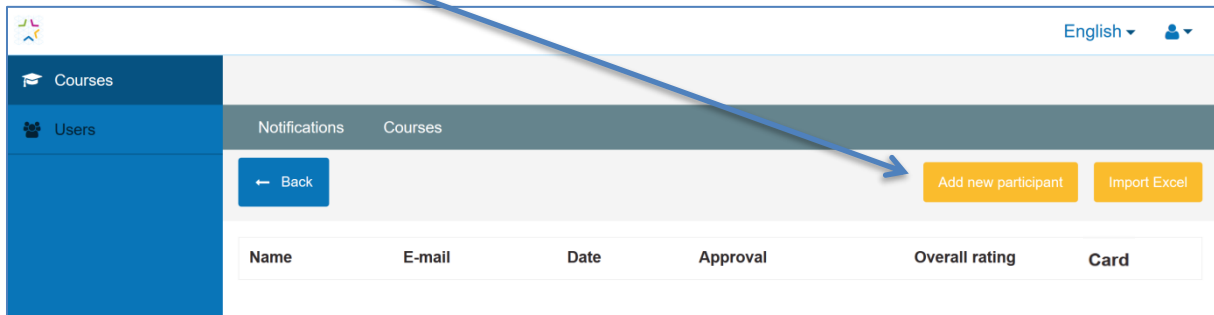 English
Courses
Users
Notifications Courses
← Back
Add new participant
Import Excel
Name E-mail Date Approval Overall rating Card